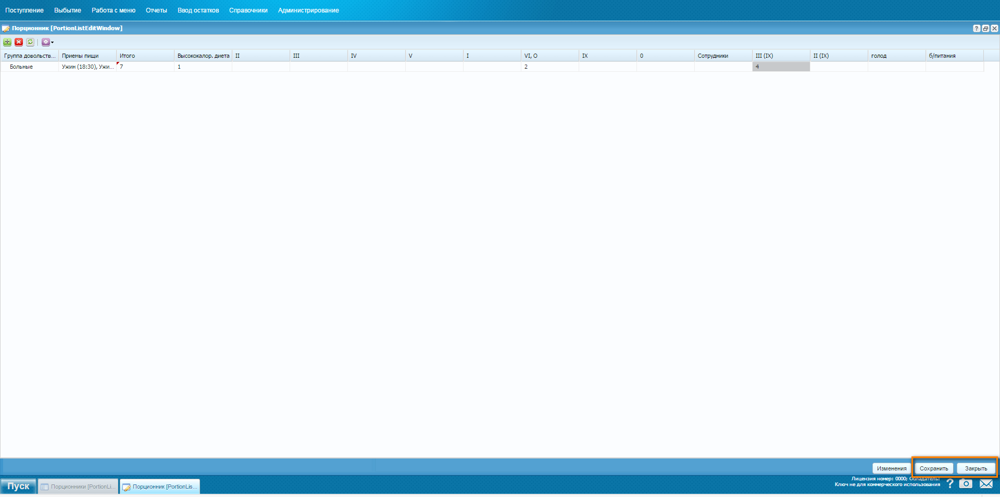 Поступление Выбытие Работа с меню Отчеты Ввод остатков Справочники Администрирование
Порционник [PortionListEditWindow]
Группа довольств... Приемы пищи Итого Высококалор. диета II III IV V I VI, O IX 0 Сотрудники III (IX) II (IX) голод б/питания
Больные Ужин (18:30), Ужи... 7 1 2 4
Изменения Сохранить Закрыть
Лицензия номер: 0000; Обладатель:
Ключ не для коммерческого использования
Пуск Порционники [PortionLi... Порционник [PortionLis...